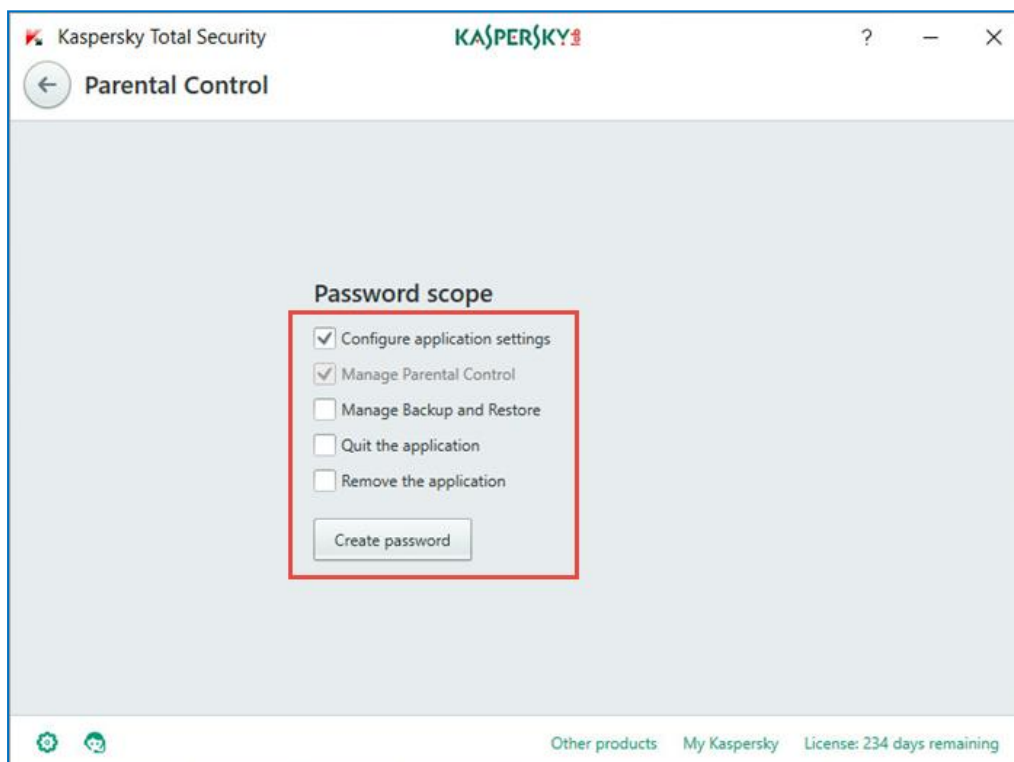 Kaspersky Total Security
KASPERSKY lab
?
Parental Control
Password scope
Configure application settings
Manage Parental Control
Manage Backup and Restore
Quit the application
Remove the application
Create password
Other products My Kaspersky License: 234 days remaining